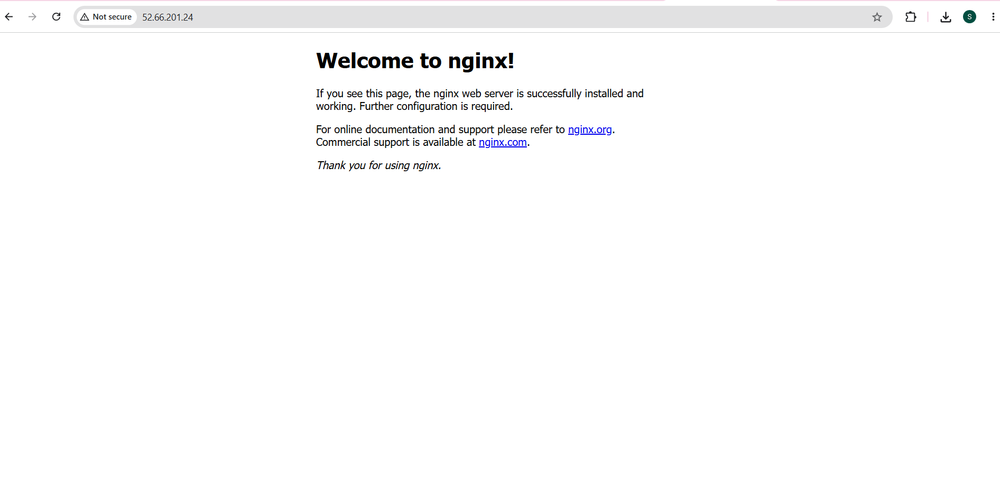 Not secure
52.66.201.24
S
Welcome to nginx!
If you see this page, the nginx web server is successfully installed and
working. Further configuration is required.
For online documentation and support please refer to nginx.org.
Commercial support is available at nginx.com.
Thank you for using nginx.